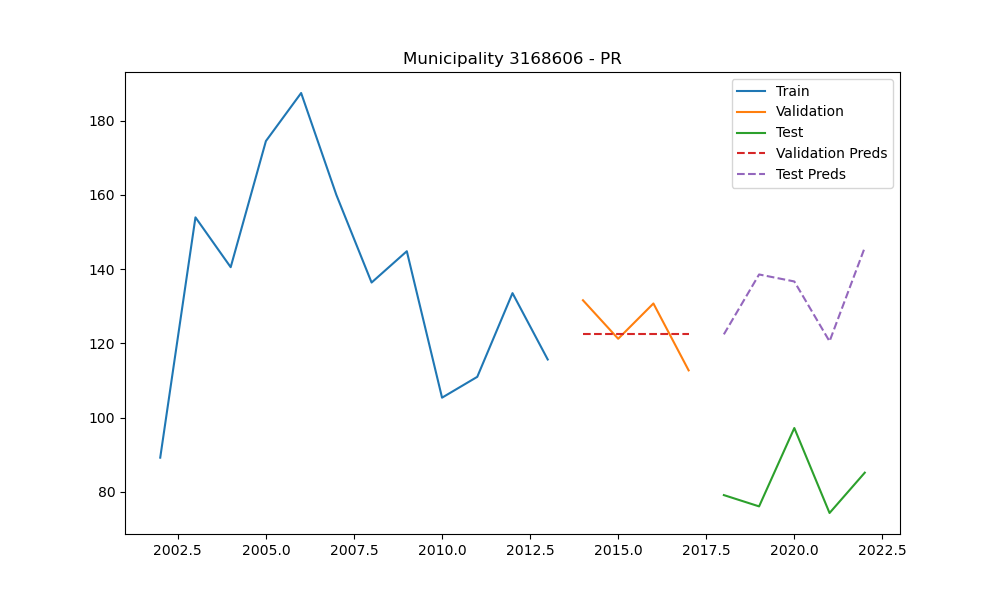 Municipality 3168606 - PR
Train
Validation
Test
Validation Preds
Test Preds
180
160
140
120
100
80
2002.5 2005.0 2007.5 2010.0 2012.5 2015.0 2017.5 2020.0 2022.5